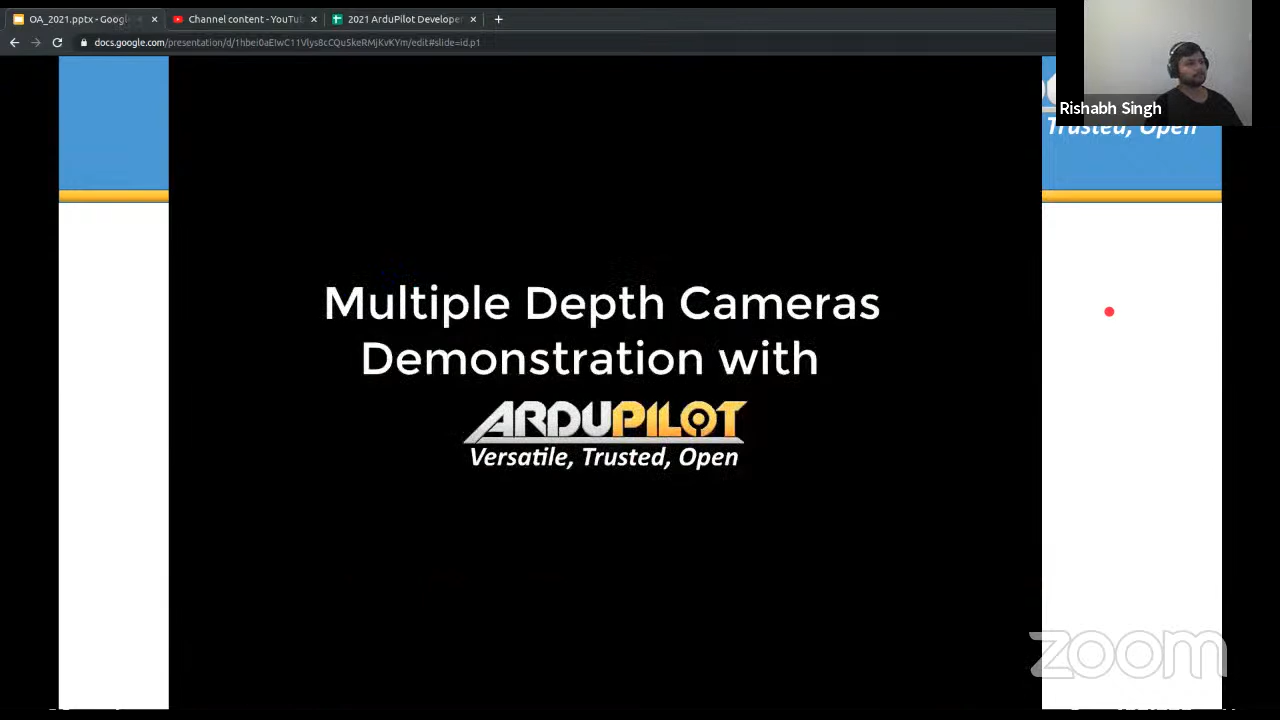 OA_2021.pptx - Googl
Channel content - YouTu
2021 ArduPilot Develope
docs.google.com/presentation/d/1hbei0aEIwC11Vlys8cCQu5keRMJKvKYm/edit#slide=id.p1
Rishabh Singh
Trusted, Open
Multiple Depth Cameras
Demonstration with
ARDUPILOT
Versatile, Trusted, Open
zoom